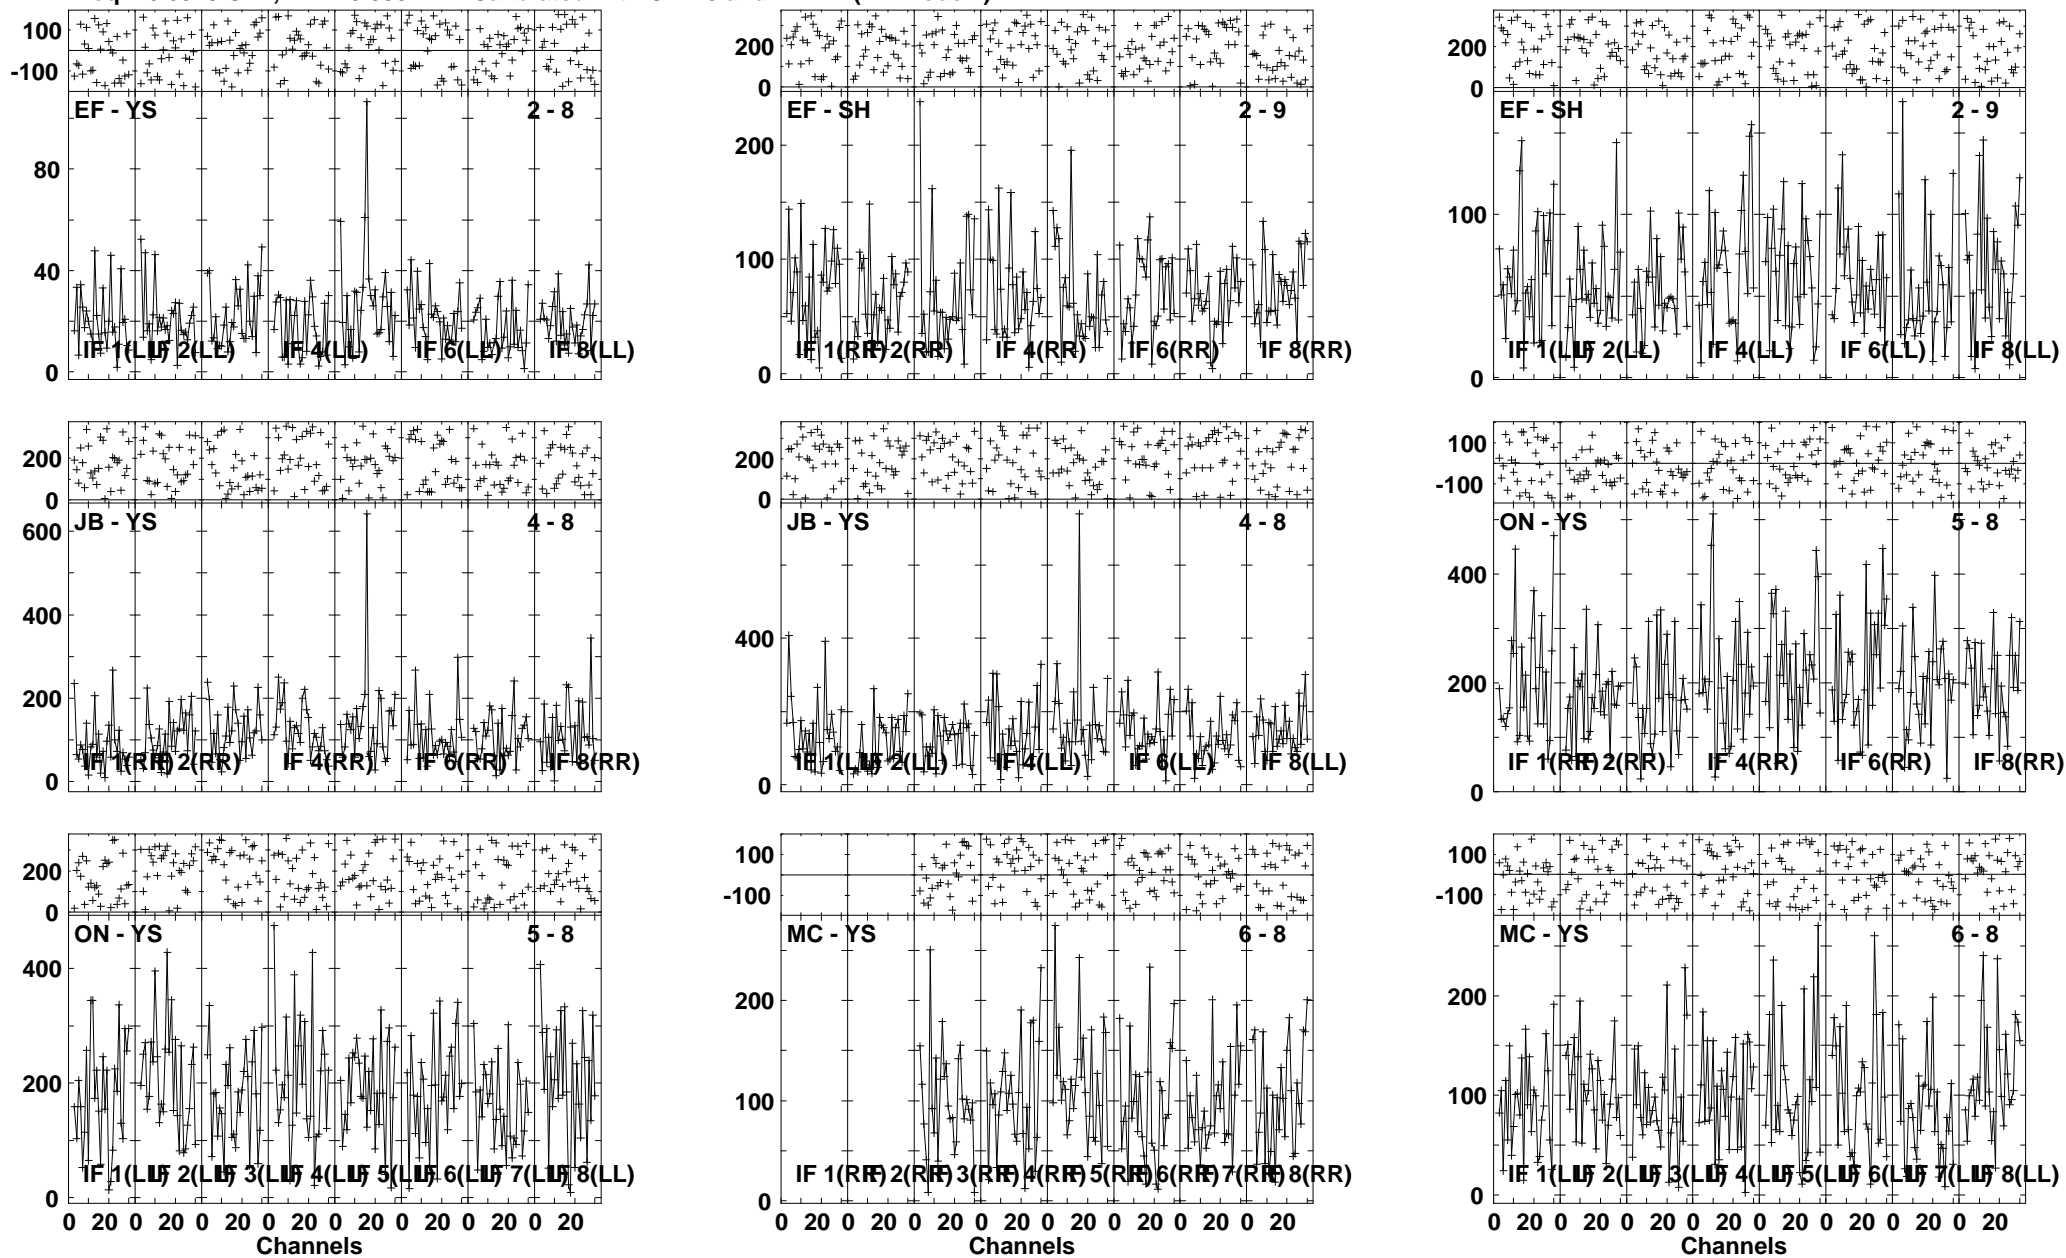 100
-100
EF - YS 2 - 8
80
40
0
IF 1(LL) IF 2(LL) IF 4(LL) IF 6(LL) IF 8(LL)
200
0
EF - SH 2 - 9
200
100
0
IF 1(RR) IF 2(RR) IF 4(RR) IF 6(RR) IF 8(RR)
200
0
EF - SH 2 - 9
100
0
IF 1(LL) IF 2(LL) IF 4(LL) IF 6(LL) IF 8(LL)
200
0
JB - YS 4 - 8
600
400
200
0
IF 1(RR) IF 2(RR) IF 4(RR) IF 6(RR) IF 8(RR)
200
0
JB - YS 4 - 8
400
0
IF 1(LL) IF 2(LL) IF 4(LL) IF 6(LL) IF 8(LL)
100
-100
ON - YS 5 - 8
400
200
0
IF 1(RR) IF 2(RR) IF 4(RR) IF 6(RR) IF 8(RR)
200
0
ON - YS 5 - 8
400
200
0
IF 1(LL) IF 2(LL) IF 3(LL) IF 4(LL) IF 5(LL) IF 6(LL) IF 7(LL) IF 8(LL)
0 20 0 20 0 20 0 20 0 20 0 20 0 20 0 20
Channels
100
-100
MC - YS 6 - 8
200
100
0
IF 1(RR) IF 2(RR) IF 3(RR) IF 4(RR) IF 5(RR) IF 6(RR) IF 7(RR) IF 8(RR)
0 20 0 20 0 20 0 20 0 20 0 20 0 20 0 20
Channels
100
-100
MC - YS 6 - 8
200
100
0
IF 1(LL) IF 2(LL) IF 3(LL) IF 4(LL) IF 5(LL) IF 6(LL) IF 7(LL) IF 8(LL)
0 20 0 20 0 20 0 20 0 20 0 20 0 20 0 20
Channels